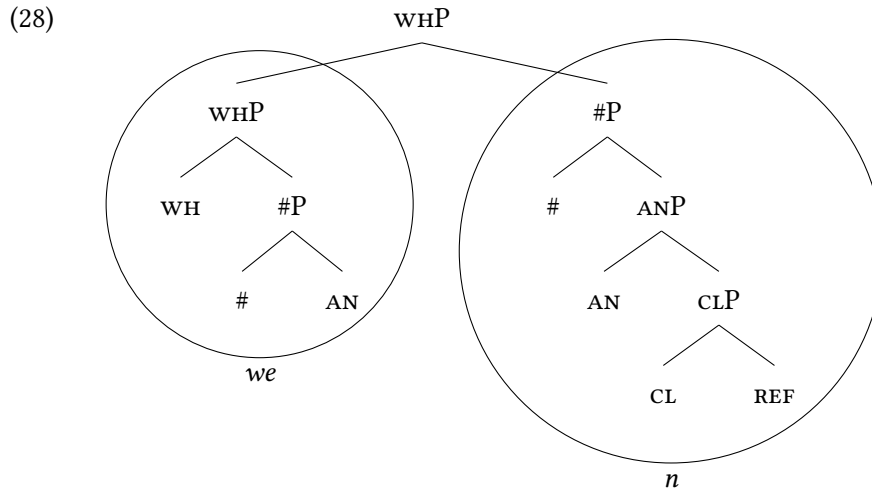 (28) WHP
WHP #P
WH #P # ANP
# AN AN CLP
we CL REF
n